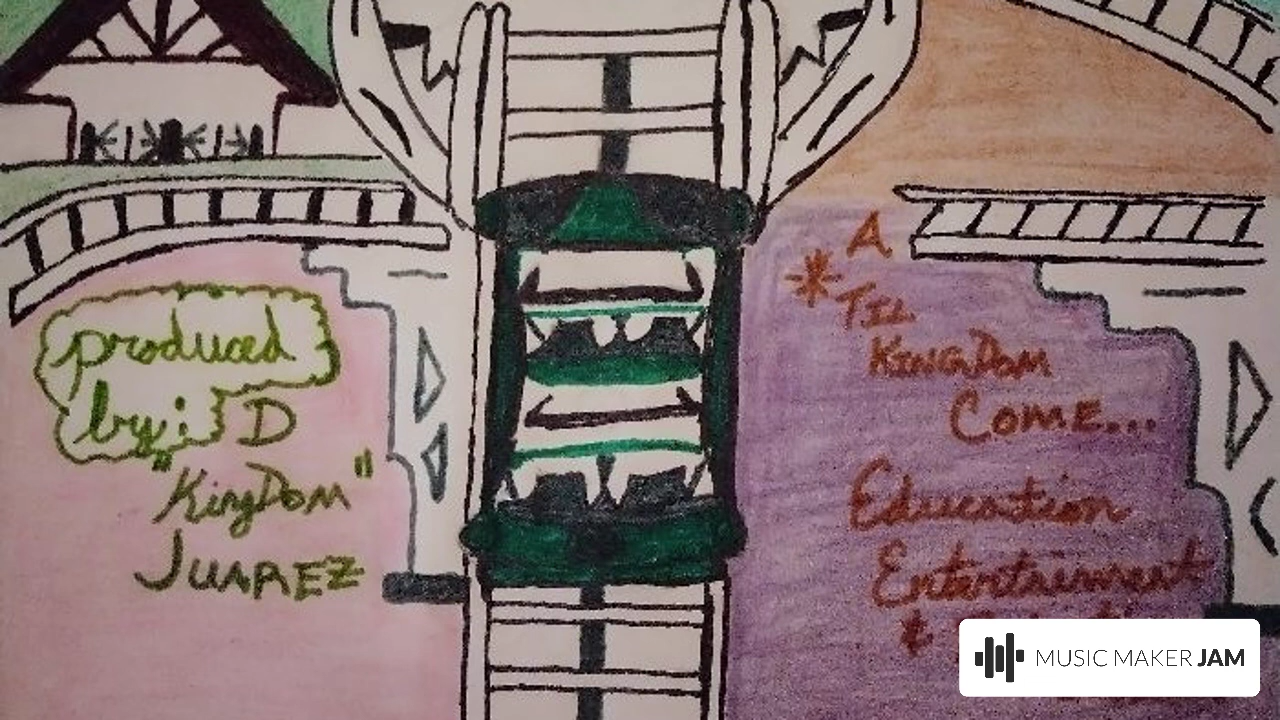 produced
by: D
"KingDom"
JUAREZ
A
* TIL
KINGDOM
COME...
Education
Entertainment
&
MUSIC MAKER JAM